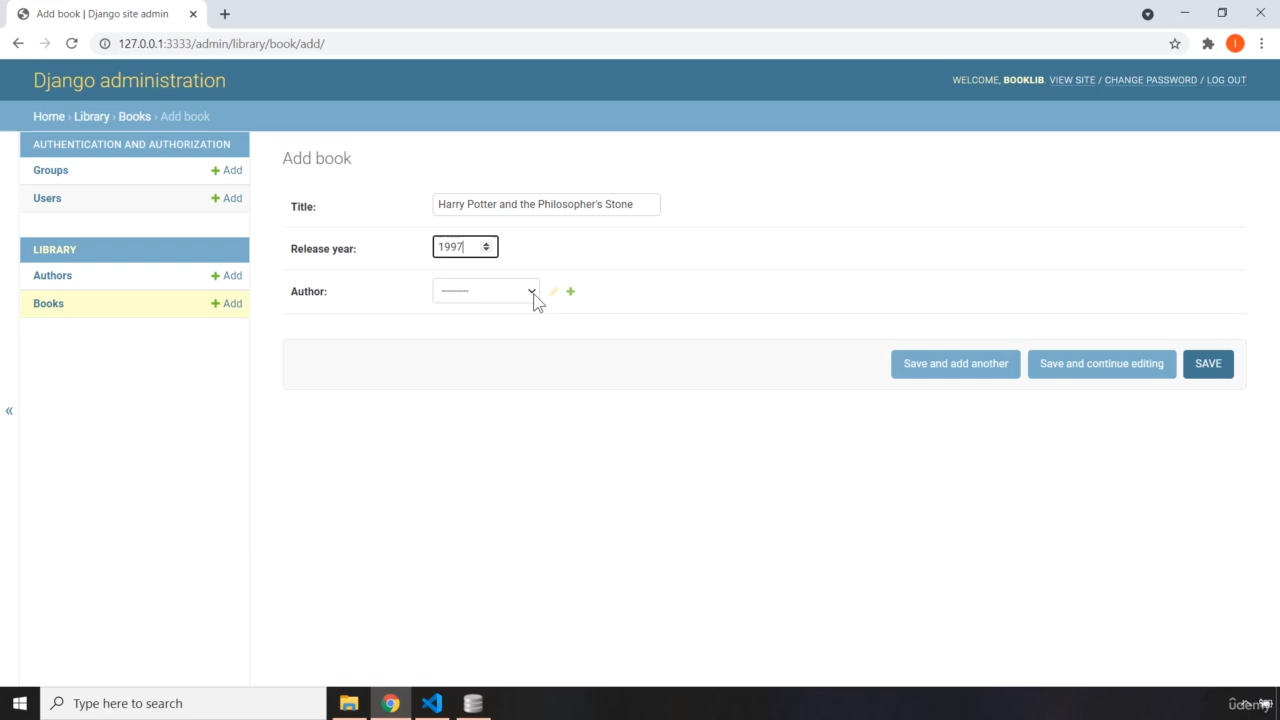 Add book | Django site admin
127.0.0.1:3333/admin/library/book/add/
Django administration
WELCOME, BOOKLIB. VIEW SITE / CHANGE PASSWORD / LOG OUT
Home › Library › Books › Add book
AUTHENTICATION AND AUTHORIZATION
Groups + Add
Users + Add
LIBRARY
Authors + Add
Books + Add
«
Add book
Title: Harry Potter and the Philosopher's Stone
Release year: 1997
Author: ---------
Save and add another Save and continue editing SAVE
Type here to search
udemy